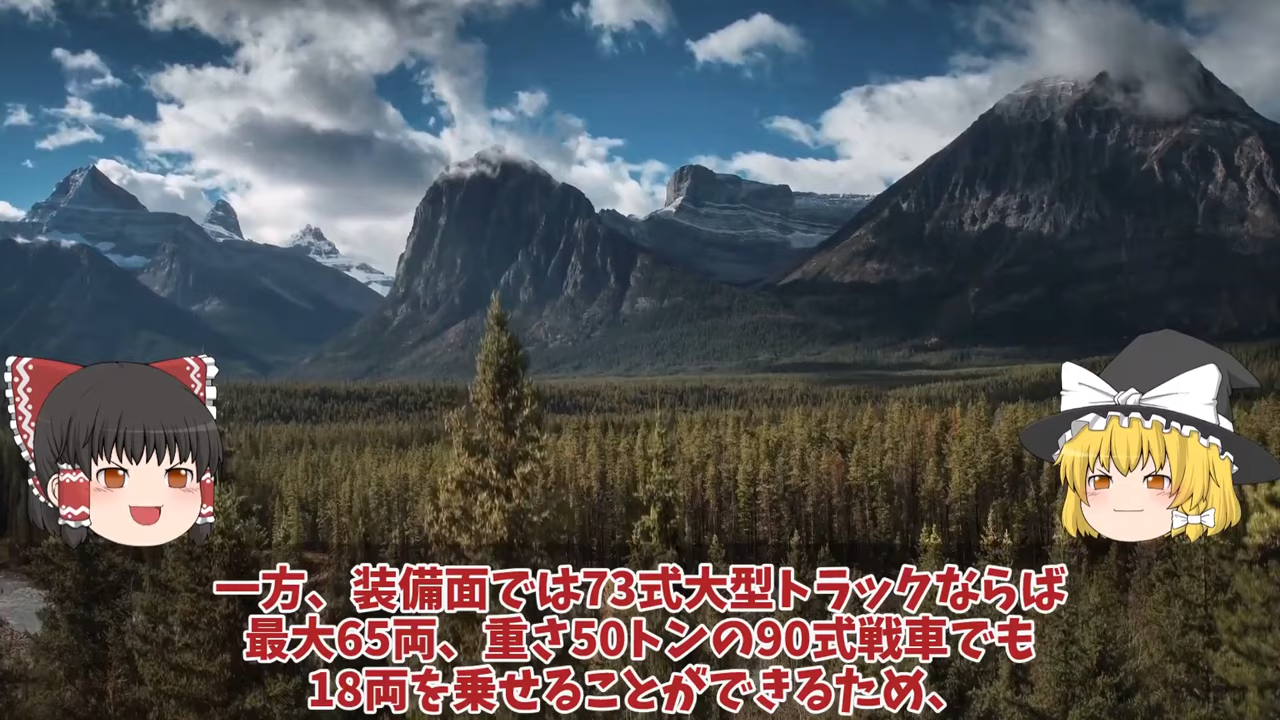 一方、装備面では73式大型トラックならば
最大65両、重さ50トンの90式戦車でも
18両を乗せることができるため、